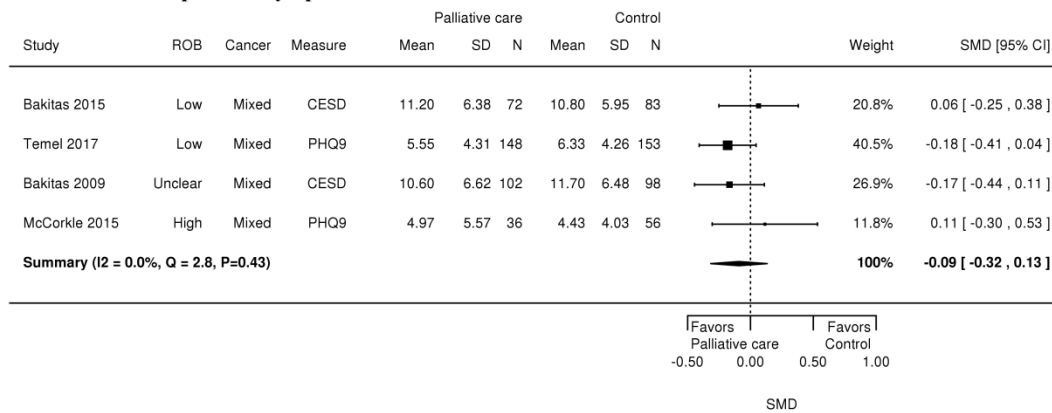 Palliative care Control
Study ROB Cancer Measure Mean SD N Mean SD N Weight SMD [95% CI]
Bakitas 2015 Low Mixed CESD 11.20 6.38 72 10.80 5.95 83 20.8% 0.06 [ -0.25 , 0.38 ]
Temel 2017 Low Mixed PHQ9 5.55 4.31 148 6.33 4.26 153 40.5% -0.18 [ -0.41 , 0.04 ]
Bakitas 2009 Unclear Mixed CESD 10.60 6.62 102 11.70 6.48 98 26.9% -0.17 [ -0.44 , 0.11 ]
McCorkle 2015 High Mixed PHQ9 4.97 5.57 36 4.43 4.03 56 11.8% 0.11 [ -0.30 , 0.53 ]
Summary (I2 = 0.0%, Q = 2.8, P=0.43) 100% -0.09 [ -0.32 , 0.13 ]
Favors Favors
Palliative care Control
-0.50 0.00 0.50 1.00
SMD